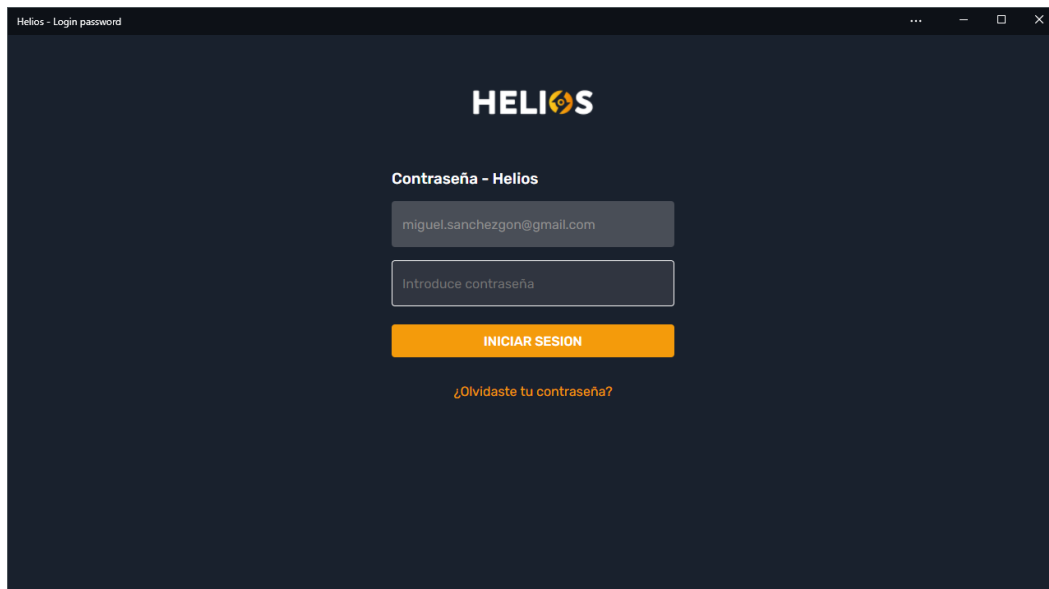 Helios - Login password
HELIOS
Contraseña - Helios
miguel.sanchezgon@gmail.com
Introduce contraseña
INICIAR SESION
¿Olvidaste tu contraseña?